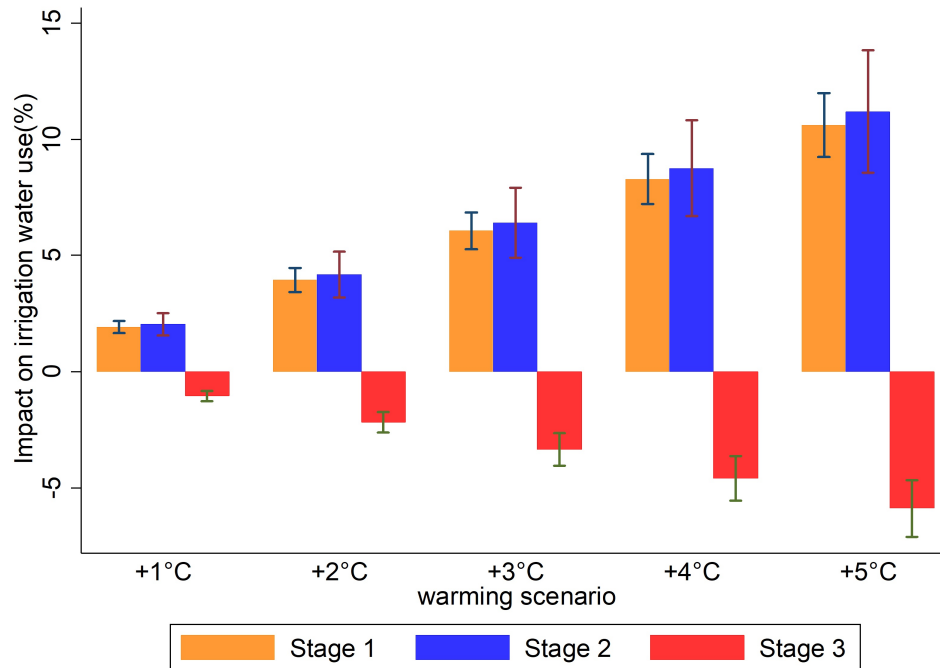 Impact on irrigation water use(%)
15
10
5
0
-5
+1°C +2°C +3°C +4°C +5°C
warming scenario
Stage 1 Stage 2 Stage 3